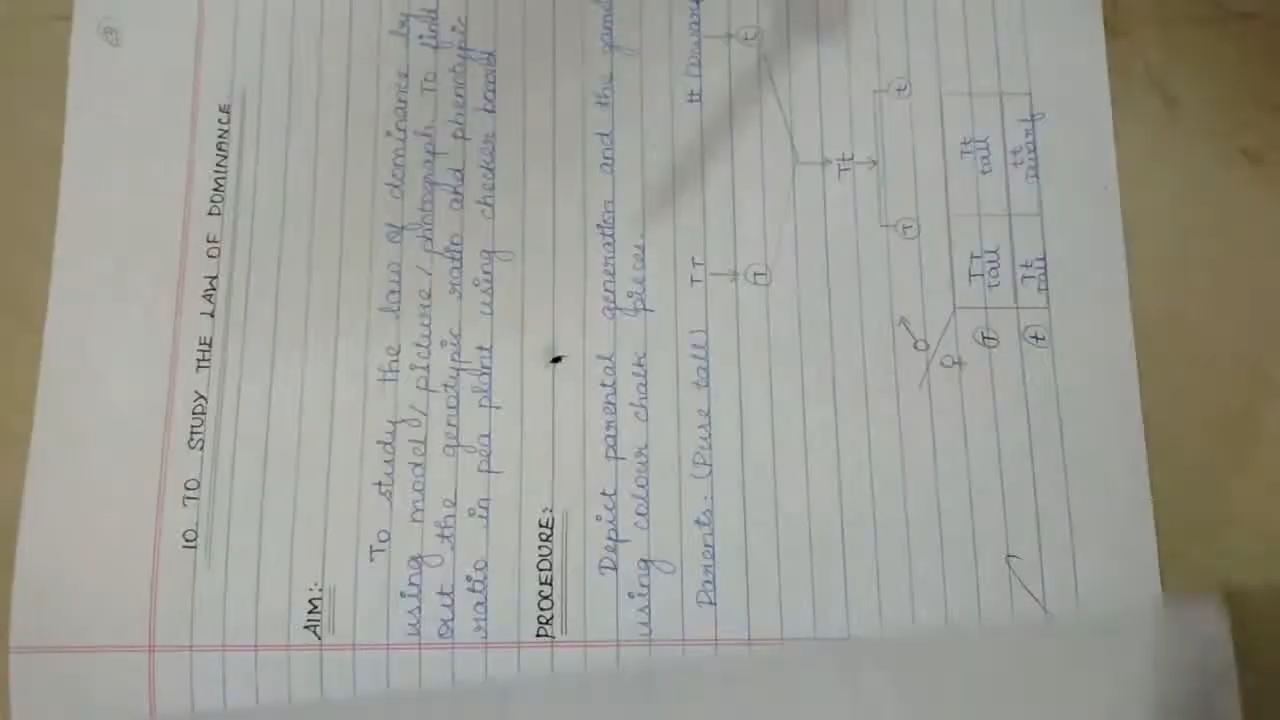 10 TO STUDY THE LAW OF DOMINANCE
AIM:
To study the law of dominance by
using model/picture/photograph To find
out the genotypic ratio and phenotypic
ratio in pea plant using checker board
PROCEDURE:
Depict parental generation and the
using colour chalk pieces.
Parents: (Pure tall) TT tt
T t
Tt
T t
♂
♀
T TT Tt
tall tall
t Tt tt
tall dwarf